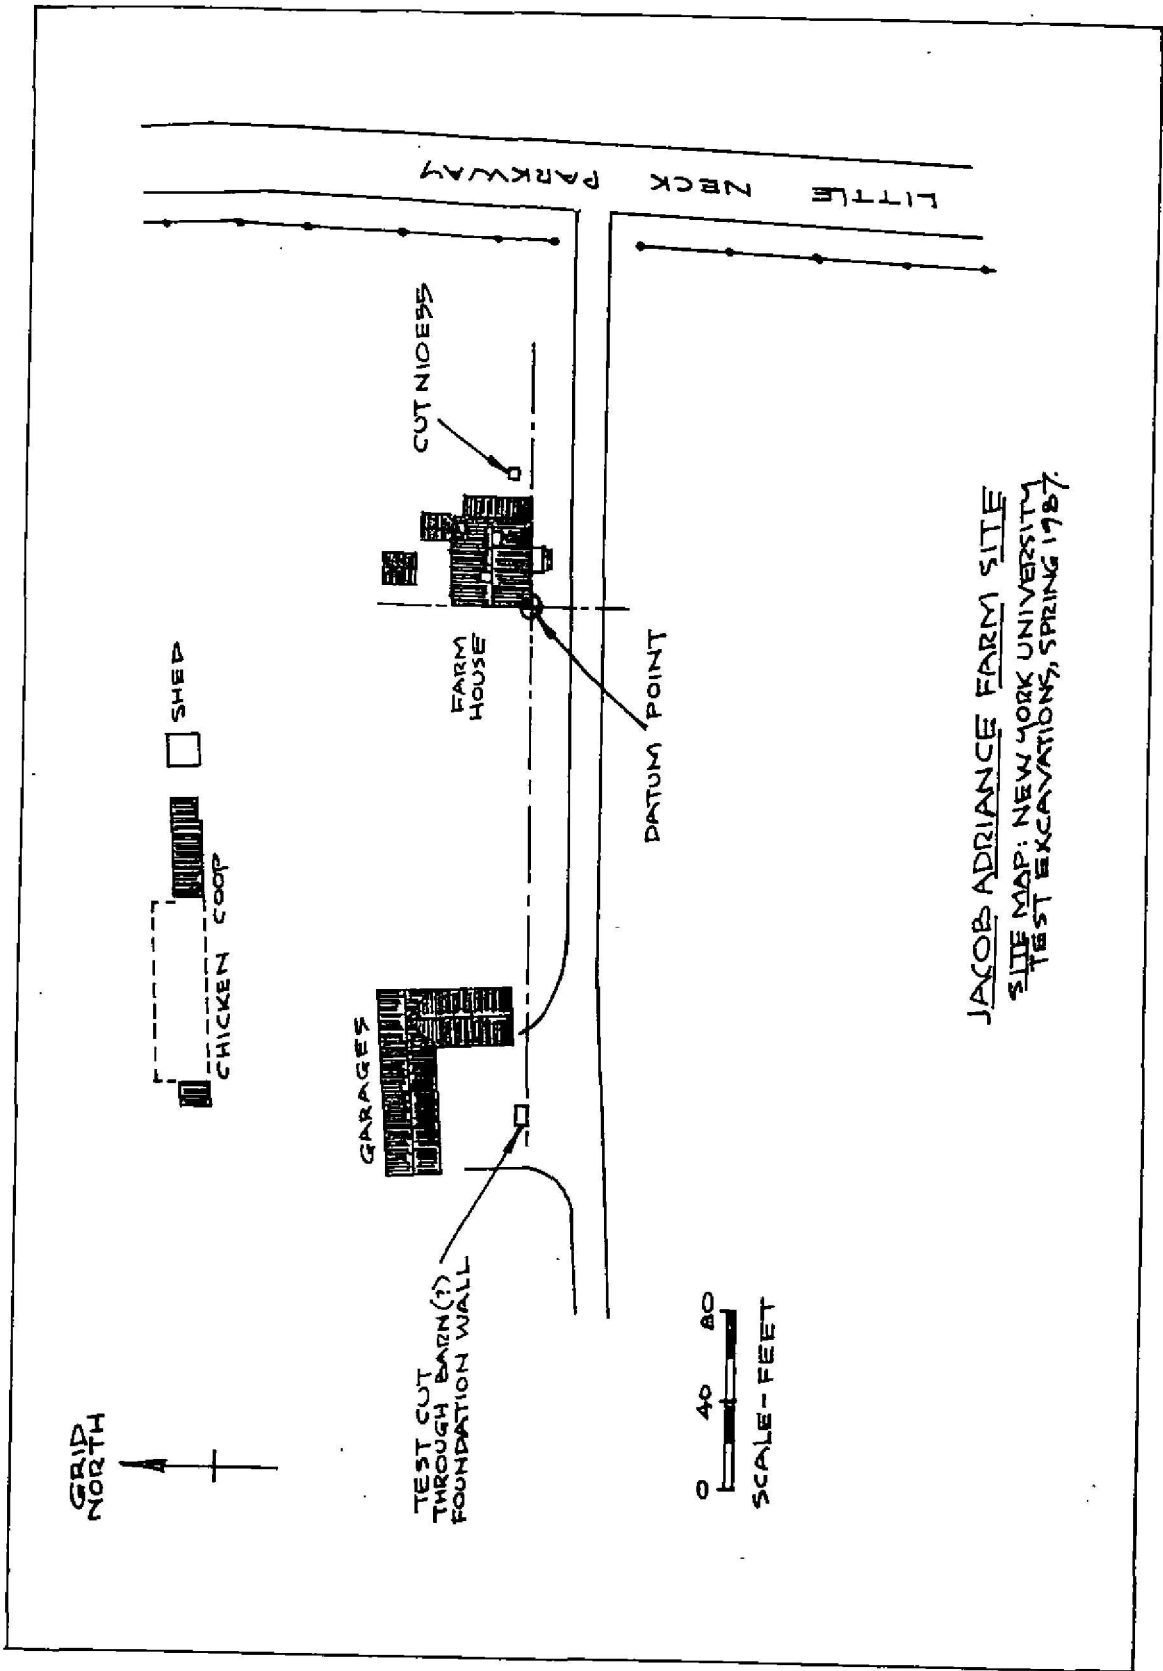 GRID
NORTH
SHED
CHICKEN COOP
GARAGES
FARM
HOUSE
CUT N10E55
LITTLE NECK PARKWAY
TEST CUT
THROUGH BARN(?)
FOUNDATION WALL
DATUM POINT
0 40 80
SCALE-FEET
JACOB ADRIANCE FARM SITE
SITE MAP: NEW YORK UNIVERSITY
TEST EXCAVATIONS, SPRING 1987.